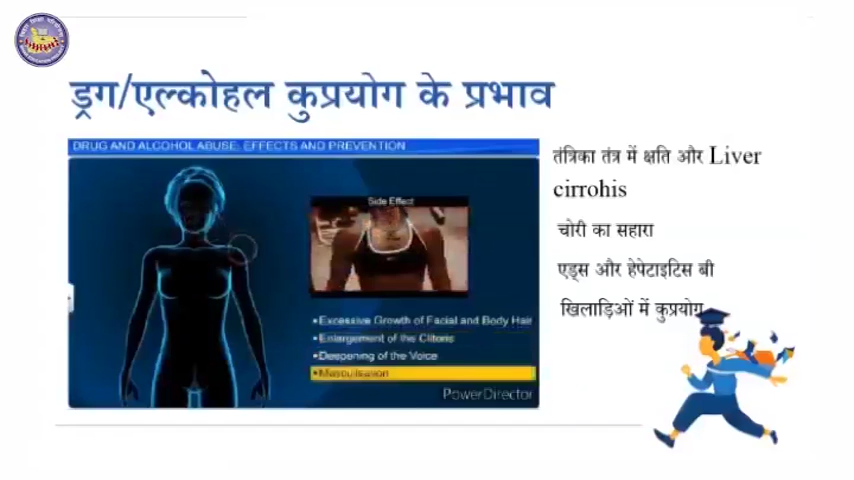 ड्रग/एल्कोहल कुप्रयोग के प्रभाव
DRUG AND ALCOHOL ABUSE: EFFECTS AND PREVENTION
Side Effect
▪Excessive Growth of Facial and Body Hair
▪Enlargement of the Clitoris
▪Deepening of the Voice
▪Masculisation
PowerDirector
तंत्रिका तंत्र में क्षति और Liver
cirrohis
चोरी का सहारा
एड्स और हेपेटाइटिस बी
खिलाड़िओं में कुप्रयोग